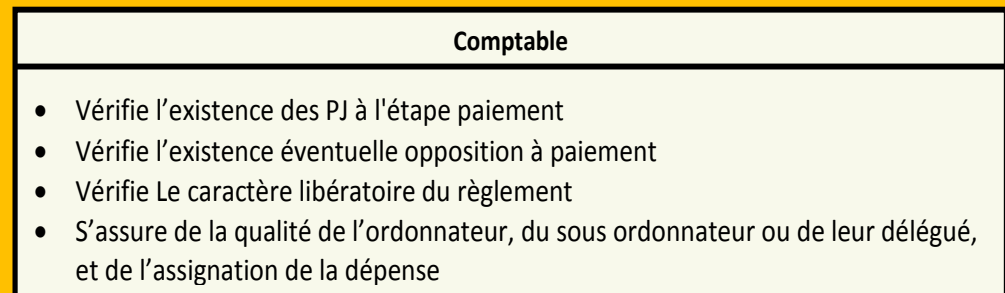 Comptable
• Vérifie l’existence des PJ à l'étape paiement
• Vérifie l’existence éventuelle opposition à paiement
• Vérifie Le caractère libératoire du règlement
• S’assure de la qualité de l’ordonnateur, du sous ordonnateur ou de leur délégué,
et de l’assignation de la dépense